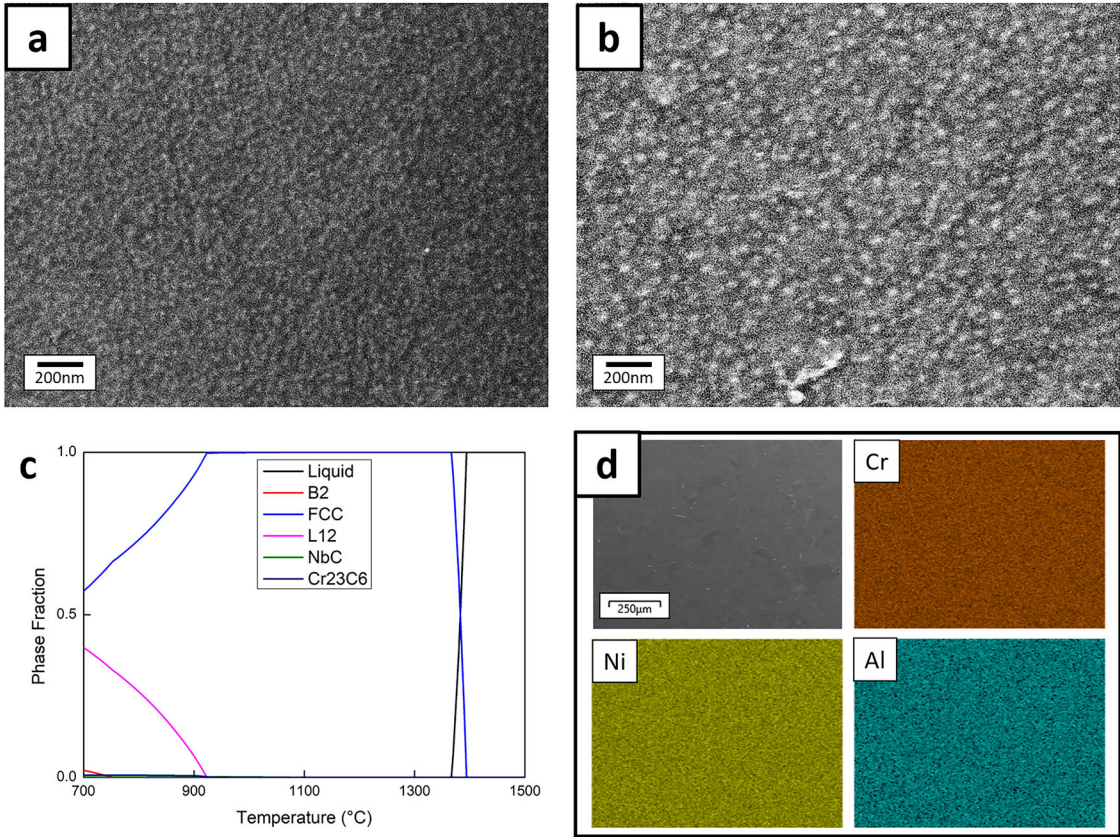 a
200nm
b
200nm
c
1.0
0.5
0.0
Phase Fraction
Liquid
B2
FCC
L12
NbC
Cr23C6
700
900
1100
1300
1500
Temperature (°C)
d
250µm
Cr
Ni
Al